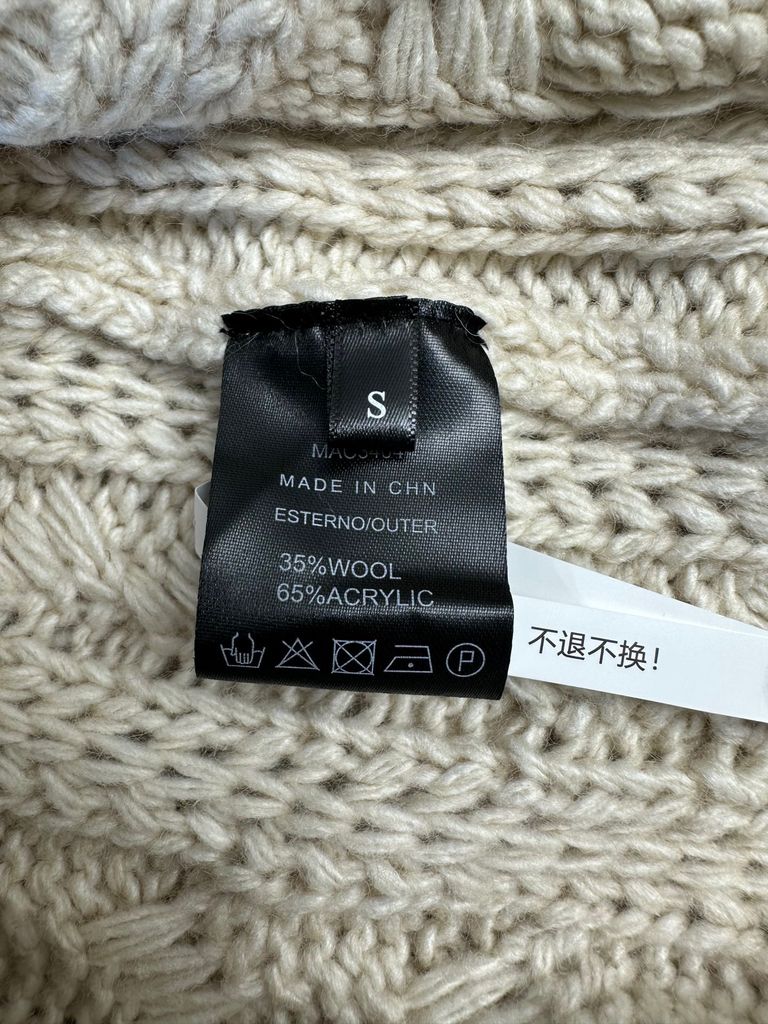 S
MADE IN CHN
ESTERNO/OUTER
35%WOOL
65%ACRYLIC
P
不退不换！